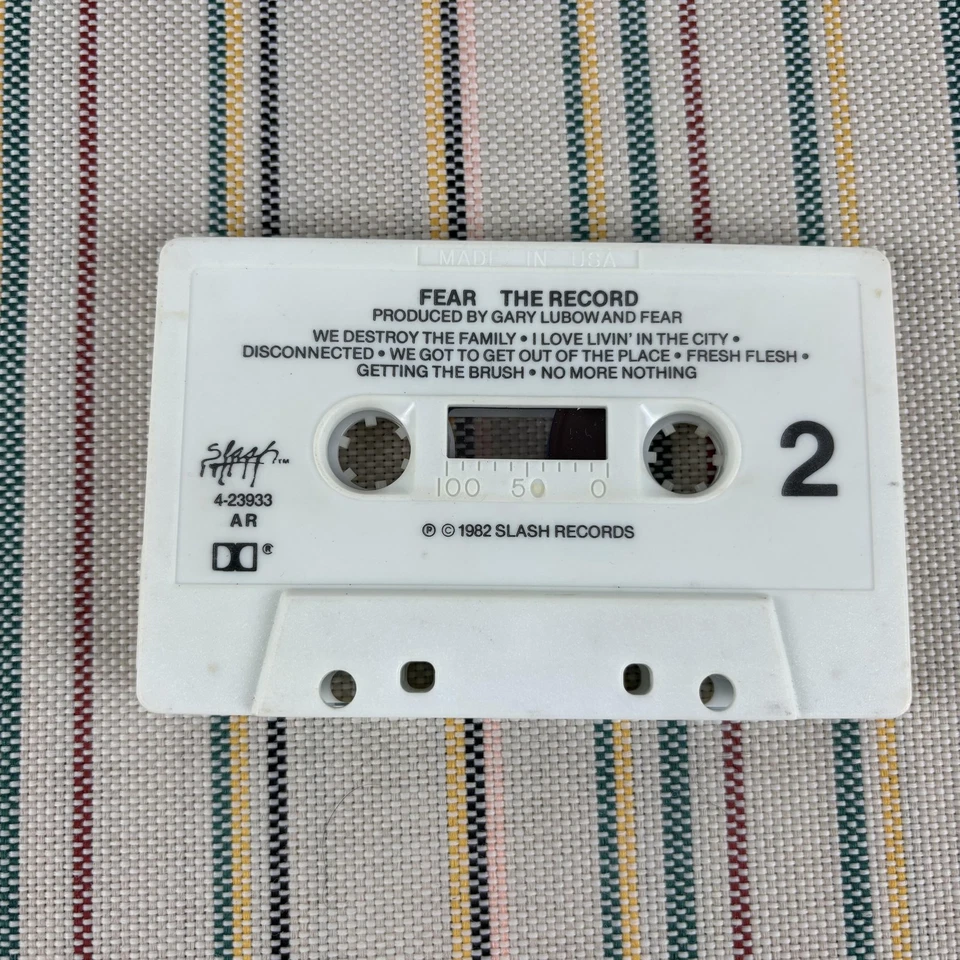 MADE IN USA
FEAR THE RECORD
PRODUCED BY GARY LUBOW AND FEAR
WE DESTROY THE FAMILY • I LOVE LIVIN' IN THE CITY •
DISCONNECTED • WE GOT TO GET OUT OF THE PLACE • FRESH FLESH •
GETTING THE BRUSH • NO MORE NOTHING
Slash™
4-23933
AR
®
100 50 0
2
℗ © 1982 SLASH RECORDS